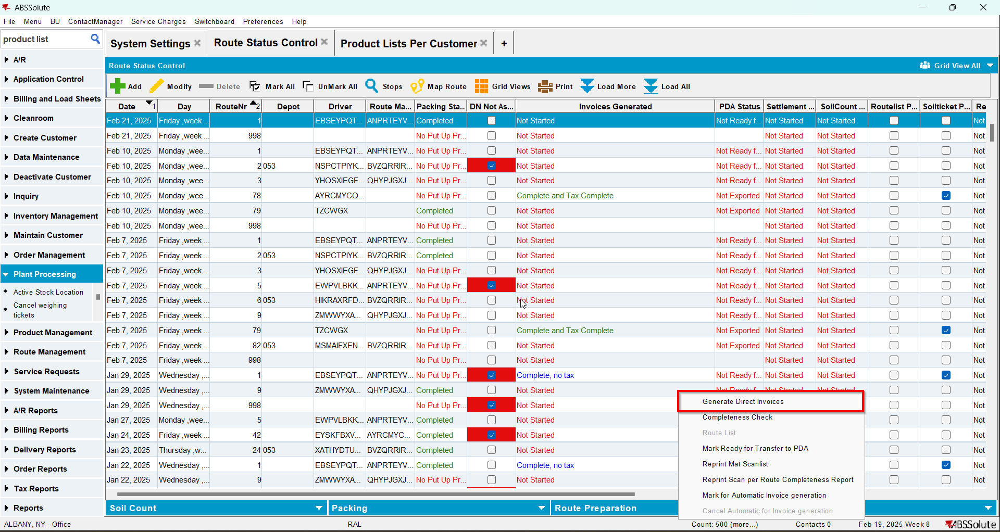 ABSSolute
File Menu BU ContactManager Service Charges Switchboard Preferences Help
product list
System Settings Route Status Control Product Lists Per Customer +
Route Status Control Grid View All
Add Modify Delete Mark All UnMark All Stops Map Route Grid Views Print Load More Load All
A/R
Application Control
Billing and Load Sheets
Cleanroom
Create Customer
Data Maintenance
Deactivate Customer
Inquiry
Inventory Management
Maintain Customer
Order Management
Plant Processing
Active Stock Location
Cancel weighing
tickets
Product Management
Route Management
Service Requests
System Maintenance
A/R Reports
Billing Reports
Delivery Reports
Order Reports
Tax Reports
Reports
Date 1 Day RouteNr 2 Depot Driver Route Ma... Packing Sta... DN Not As... Invoices Generated PDA Status Settlement ... SoilCount ... Routelist P... Soilticket P... Re
Feb 21, 2025 Friday ,week ... 1 EBSEYPQT... ANPRTEYV... Completed Not Started Not Ready f... Not Started Not Started Not
Feb 21, 2025 Friday ,week ... 998 No Put Up Pr... Not Started Not Started Not Started Not
Feb 10, 2025 Monday ,wee... 1 EBSEYPQT... ANPRTEYV... No Put Up Pr... Not Started Not Ready f... Not Started Not Started Not
Feb 10, 2025 Monday ,wee... 2 053 NSPCTPIYK... BVZQRRIR... No Put Up Pr... Not Started Not Ready f... Not Started Not Started Not
Feb 10, 2025 Monday ,wee... 3 YHOSXIEGF... QHYPJGXJ... No Put Up Pr... Not Started Not Ready f... Not Started Not Started Not
Feb 10, 2025 Monday ,wee... 78 AYRCMYCO... No Put Up Pr... Complete and Tax Complete Not Exported Not Started Not Started Not
Feb 10, 2025 Monday ,wee... 79 TZCWGX Completed Not Started Not Exported Not Started Not Started Not
Feb 10, 2025 Monday ,wee... 998 No Put Up Pr... Not Started Not Started Not Started Not
Feb 7, 2025 Friday ,week ... 1 EBSEYPQT... ANPRTEYV... Completed Not Started Not Ready f... Not Started Not Started Not
Feb 7, 2025 Friday ,week ... 2 053 NSPCTPIYK... BVZQRRIR... Completed Not Started Not Ready f... Not Started Not Started Not
Feb 7, 2025 Friday ,week ... 3 YHOSXIEGF... QHYPJGXJ... No Put Up Pr... Not Started Not Ready f... Not Started Not Started Not
Feb 7, 2025 Friday ,week ... 5 EWPVLBKK... ANPRTEYV... No Put Up Pr... Not Started Not Ready f... Not Started Not Started Not
Feb 7, 2025 Friday ,week ... 6 053 HIKRAXRFD... BVZQRRIR... No Put Up Pr... Not Started Not Ready f... Not Started Not Started Not
Feb 7, 2025 Friday ,week ... 9 ZMWWYXA... QHYPJGXJ... No Put Up Pr... Not Started Not Ready f... Not Started Not Started Not
Feb 7, 2025 Friday ,week ... 79 TZCWGX No Put Up Pr... Complete and Tax Complete Not Exported Not Started Not Started Not
Feb 7, 2025 Friday ,week ... 82 053 MSMAIFXEN... BVZQRRIR... No Put Up Pr... Not Started Not Exported Not Started Not Started Not
Feb 7, 2025 Friday ,week ... 998 No Put Up Pr... Not Started Not Started Not Started Not
Jan 29, 2025 Wednesday ,... 1 EBSEYPQT... ANPRTEYV... No Put Up Pr... Complete, no tax Not Ready f... Not Started Not Started Not
Jan 29, 2025 Wednesday ,... 9 ZMWWYXA... QHYPJGXJ... Completed Not Started Not Ready f... Not Started Not Started Not
Jan 29, 2025 Wednesday ,... 998 No Put Up Pr... Not Started Not
Jan 27, 2025 Monday ,wee... 5 EWPVLBKK... ANPRTEYV... Completed Not Started Not
Jan 24, 2025 Friday ,week ... 42 EYSKFBXV... AYRCMYC... Completed Not Started Not
Jan 23, 2025 Thursday ,w... 24 053 XATHYDTU... BVZQRRIR... Completed Not Started Not
Jan 22, 2025 Wednesday ,... 1 EBSEYPQT... ANPRTEYV... Completed Complete, no tax Not
Jan 22, 2025 Wednesday ,... 9 ZMWWYXA... QHYPJGXJ... No Put Up Pr... Not Started Not
Generate Direct Invoices
Completeness Check
Route List
Mark Ready for Transfer to PDA
Reprint Mat Scanlist
Reprint Scan per Route Completeness Report
Mark for Automatic Invoice generation
Cancel Automatic for Invoice generation
Soil Count Packing Route Preparation
ALBANY, NY - Office RAL Count: 500 (more...) Contacts 0 Feb 19, 2025 Week 8 ABSSolute